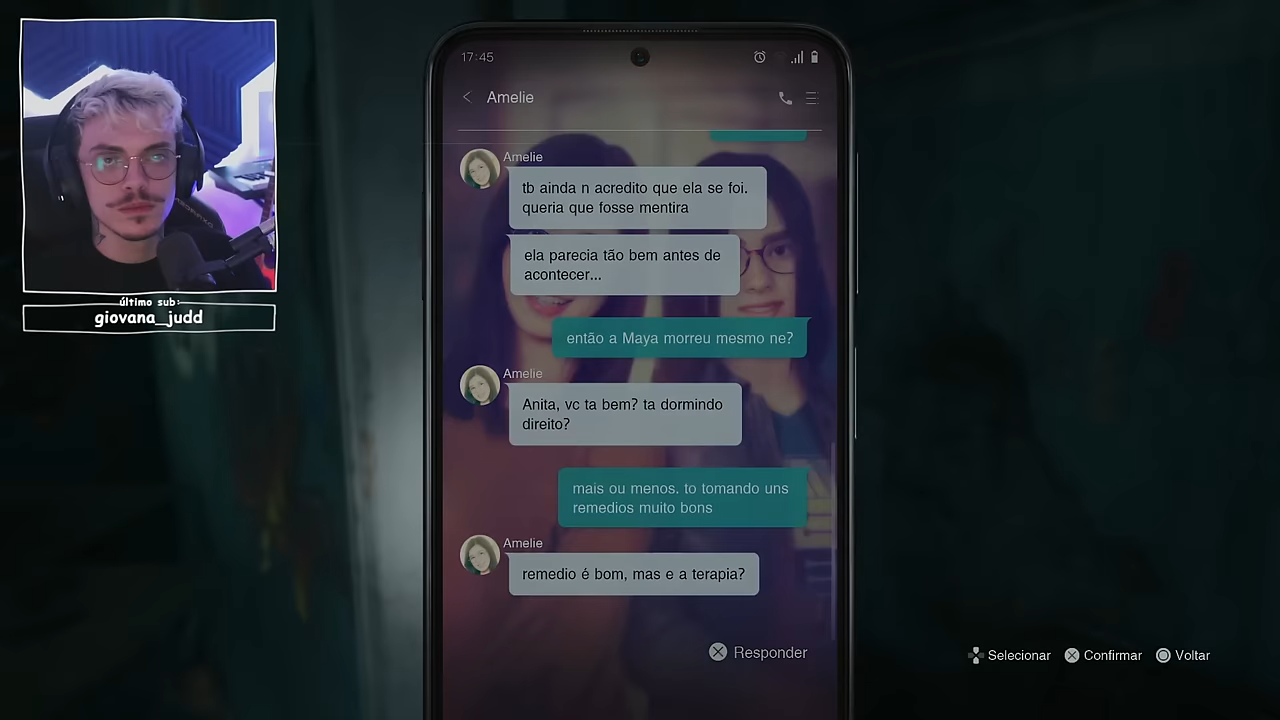 17:45
Amelie
Amelie
tb ainda n acredito que ela se foi.
queria que fosse mentira
ela parecia tão bem antes de
acontecer...
então a Maya morreu mesmo ne?
Amelie
Anita, vc ta bem? ta dormindo
direito?
mais ou menos. to tomando uns
remedios muito bons
Amelie
remedio é bom, mas e a terapia?
Responder
Selecionar
Confirmar
Voltar
último sub:
giovana_judd